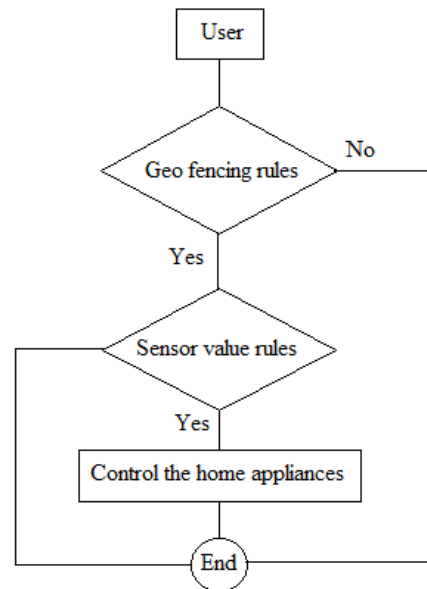 User
Geo fencing rules
No
Yes
Sensor value rules
Yes
Control the home appliances
End